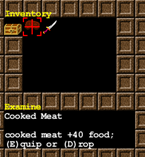 Inventory
Examine
Cooked Meat
cooked meat +40 food;
(E)quip or (D)rop